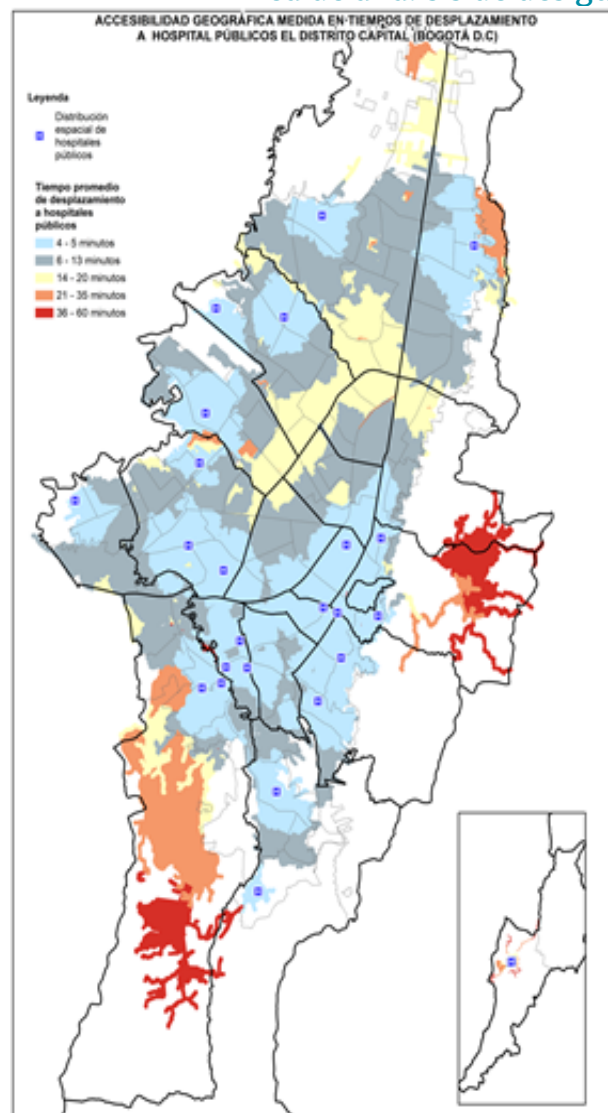 ACCESIBILIDAD GEOGRÁFICA MEDIDA EN TIEMPOS DE DESPLAZAMIENTO
A HOSPITAL PÚBLICOS EL DISTRITO CAPITAL (BOGOTÁ D.C)
Leyenda
Distribución
espacial de
hospitales
públicos
Tiempo promedio
de desplazamiento
a hospitales
públicos
4 - 5 minutos
6 - 13 minutos
14 - 20 minutos
21 - 35 minutos
36 - 60 minutos